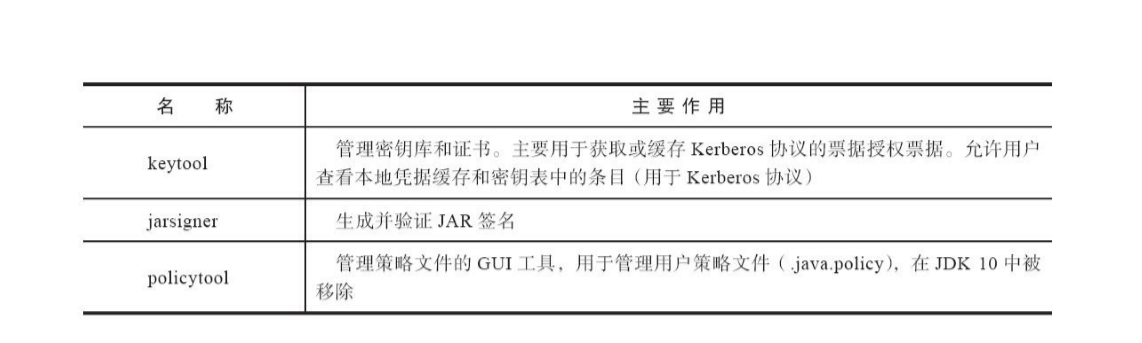 名 称 主要作用
keytool
管理密钥库和证书。主要用于获取或缓存 Kerberos 协议的票据授权票据。允许用户
查看本地凭据缓存和密钥表中的条目（用于 Kerberos 协议）
jarsigner 生成并验证 JAR 签名
policytool
管理策略文件的 GUI 工具，用于管理用户策略文件（.java.policy），在 JDK 10 中被
移除